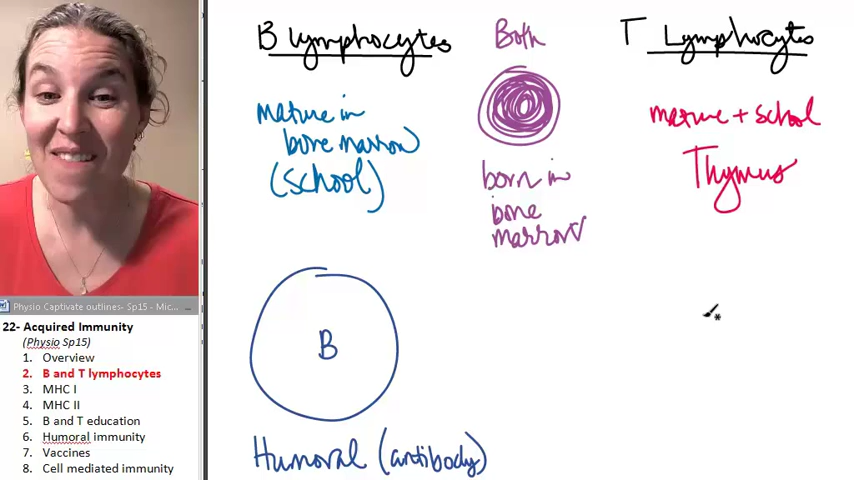 B Lymphocytes
Both
T Lymphocytes
mature in
bone marrow
(school)
born in
bone
marrow
mature + school
Thymus
B
Humoral (antibody)
Physio Captivate outlines- Sp15 - Mic...
22- Acquired Immunity
(Physio Sp15)
1. Overview
2. B and T lymphocytes
3. MHC I
4. MHC II
5. B and T education
6. Humoral immunity
7. Vaccines
8. Cell mediated immunity